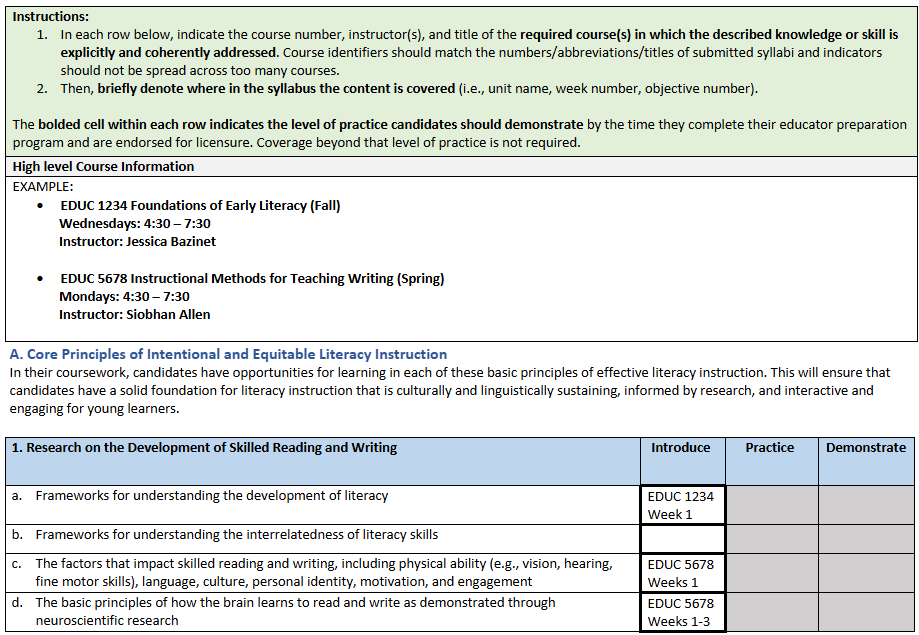 Instructions:
1. In each row below, indicate the course number, instructor(s), and title of the required course(s) in which the described knowledge or skill is
explicitly and coherently addressed. Course identifiers should match the numbers/abbreviations/titles of submitted syllabi and indicators
should not be spread across too many courses.
2. Then, briefly denote where in the syllabus the content is covered (i.e., unit name, week number, objective number).
The bolded cell within each row indicates the level of practice candidates should demonstrate by the time they complete their educator preparation
program and are endorsed for licensure. Coverage beyond that level of practice is not required.
High level Course Information
EXAMPLE:
• EDUC 1234 Foundations of Early Literacy (Fall)
Wednesdays: 4:30 – 7:30
Instructor: Jessica Bazinet
• EDUC 5678 Instructional Methods for Teaching Writing (Spring)
Mondays: 4:30 – 7:30
Instructor: Siobhan Allen
A. Core Principles of Intentional and Equitable Literacy Instruction
In their coursework, candidates have opportunities for learning in each of these basic principles of effective literacy instruction. This will ensure that
candidates have a solid foundation for literacy instruction that is culturally and linguistically sustaining, informed by research, and interactive and
engaging for young learners.
1. Research on the Development of Skilled Reading and Writing Introduce Practice Demonstrate
a. Frameworks for understanding the development of literacy EDUC 1234
Week 1
b. Frameworks for understanding the interrelatedness of literacy skills
c. The factors that impact skilled reading and writing, including physical ability (e.g., vision, hearing, EDUC 5678
fine motor skills), language, culture, personal identity, motivation, and engagement Weeks 1
d. The basic principles of how the brain learns to read and write as demonstrated through EDUC 5678
neuroscientific research Weeks 1-3